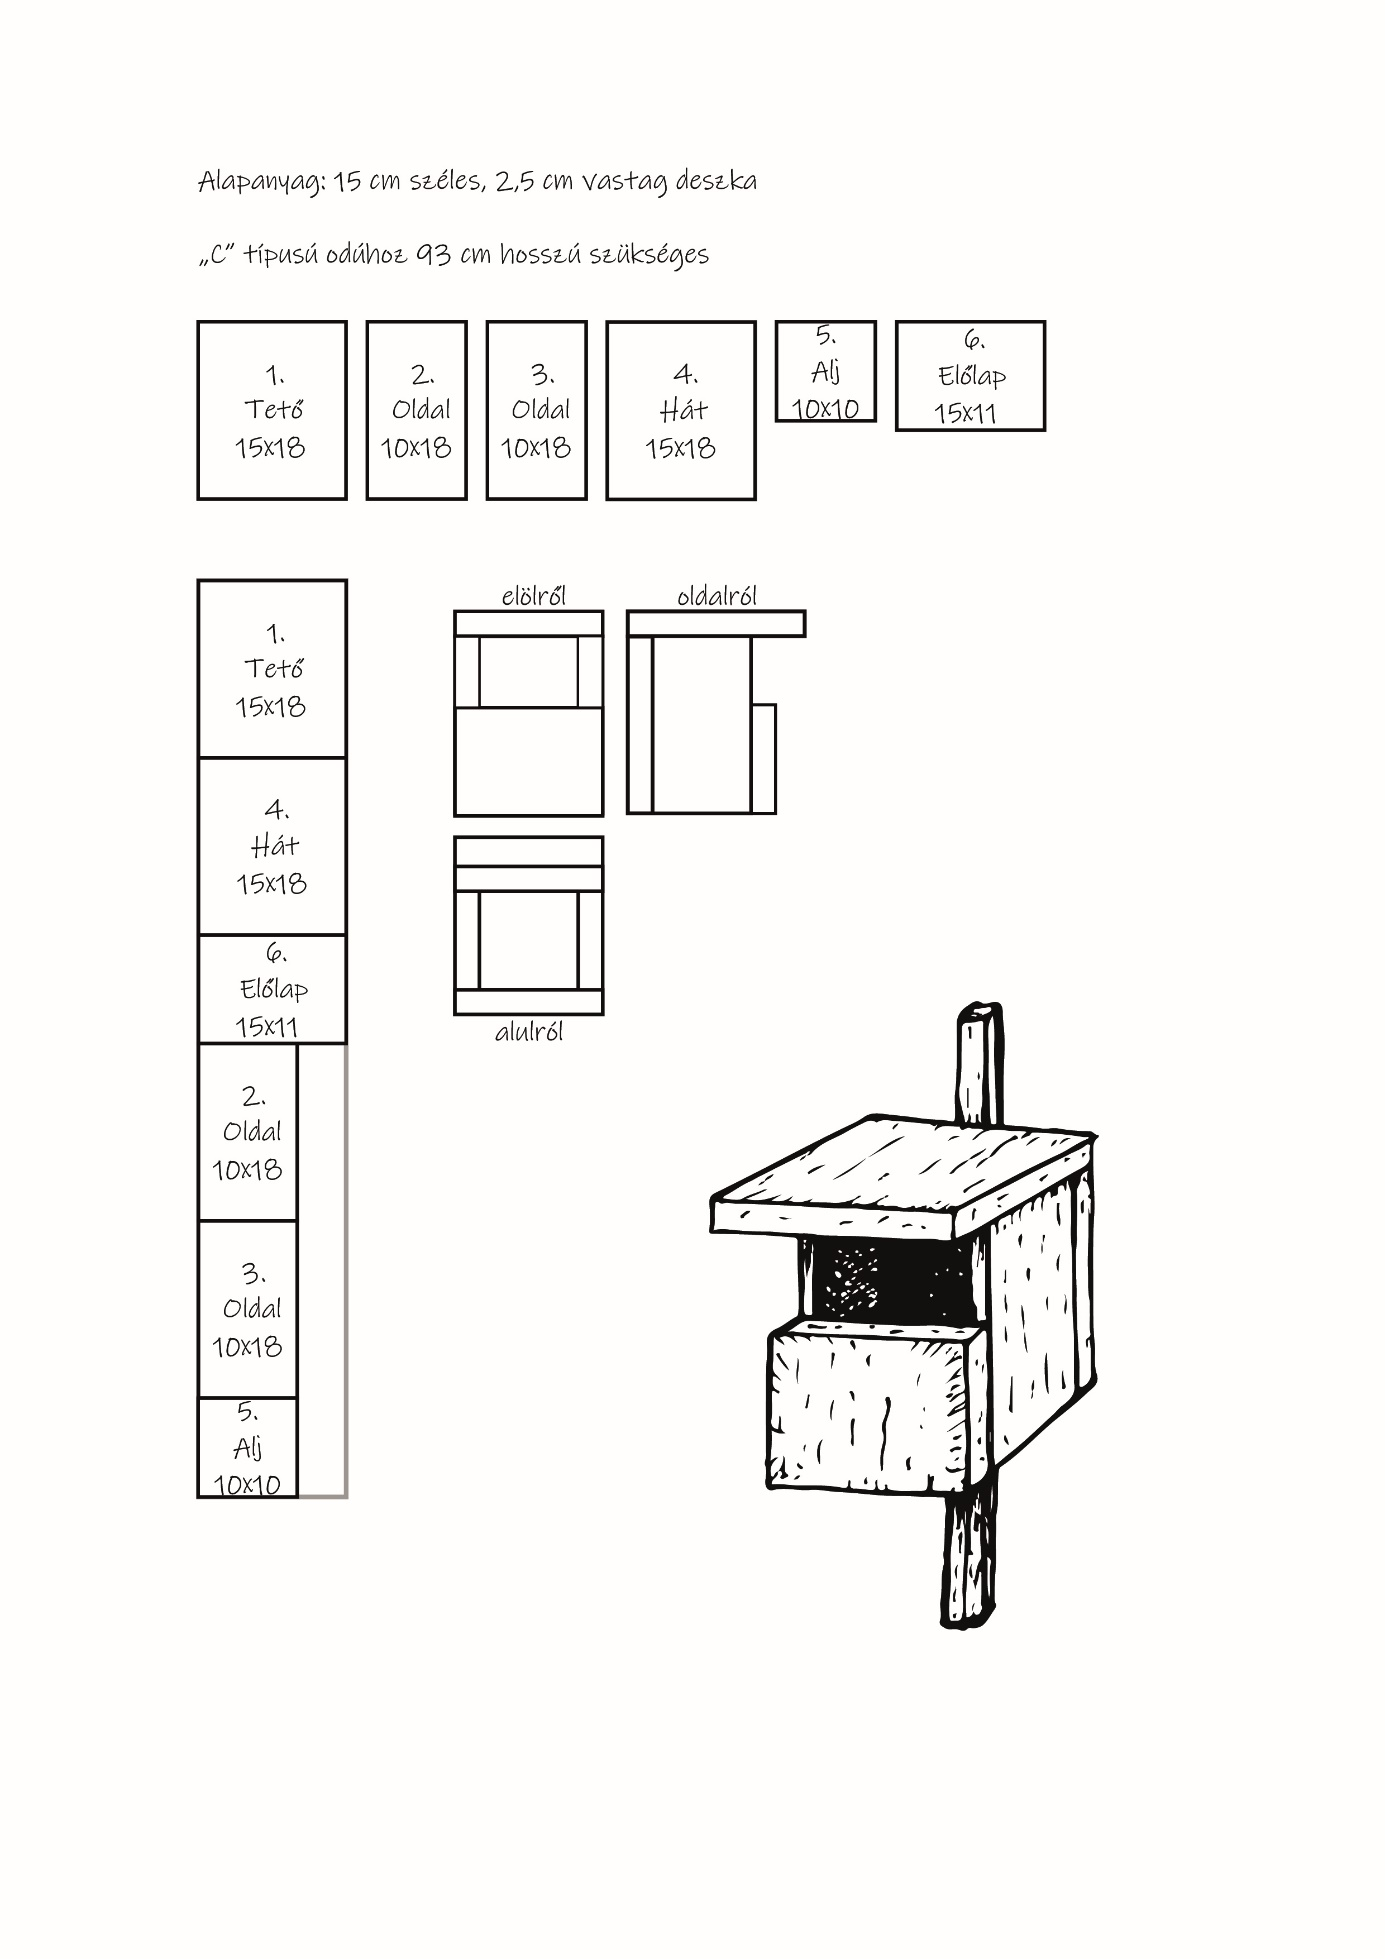 Alapanyag: 15 cm széles, 2,5 cm vastag deszka
„C” típusú odúhoz 93 cm hosszú szükséges
1.
Tető
15x18
2.
Oldal
10x18
3.
Oldal
10x18
4.
Hát
15x18
5.
Alj
10x10
6.
Előlap
15x11
1.
Tető
15x18
4.
Hát
15x18
6.
Előlap
15x11
2.
Oldal
10x18
3.
Oldal
10x18
5.
Alj
10x10
elölről
oldalról
alulról